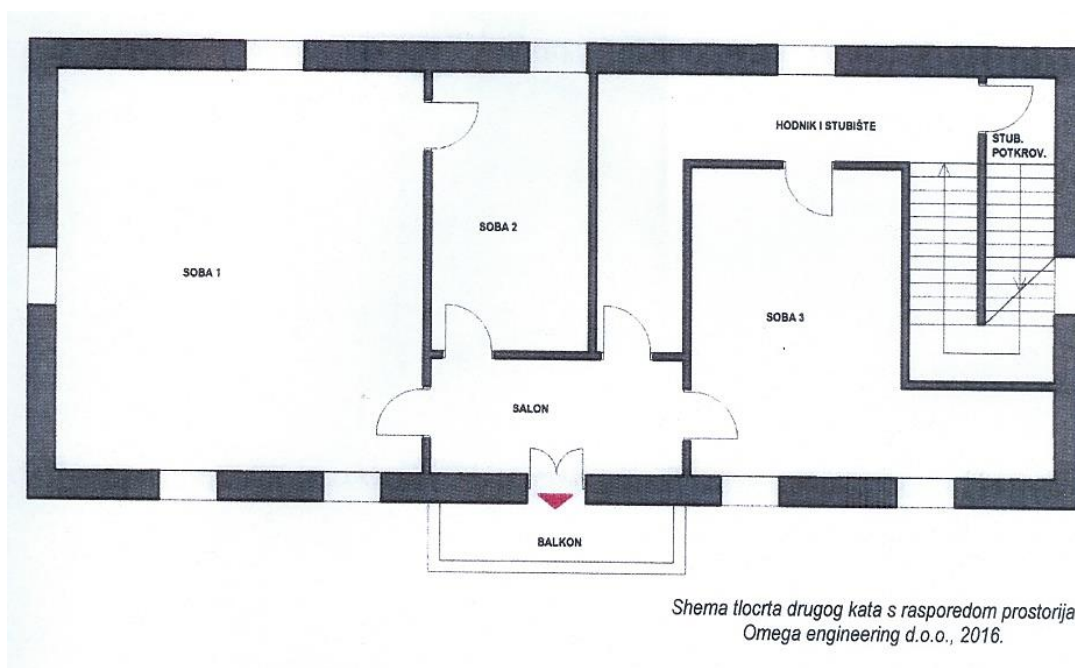 HODNIK I STUBIŠTE
STUB.
POTKROV.
SOBA 2
SOBA 1
SOBA 3
SALON
BALKON
Shema tlocrta drugog kata s rasporedom prostorija
Omega engineering d.o.o., 2016.